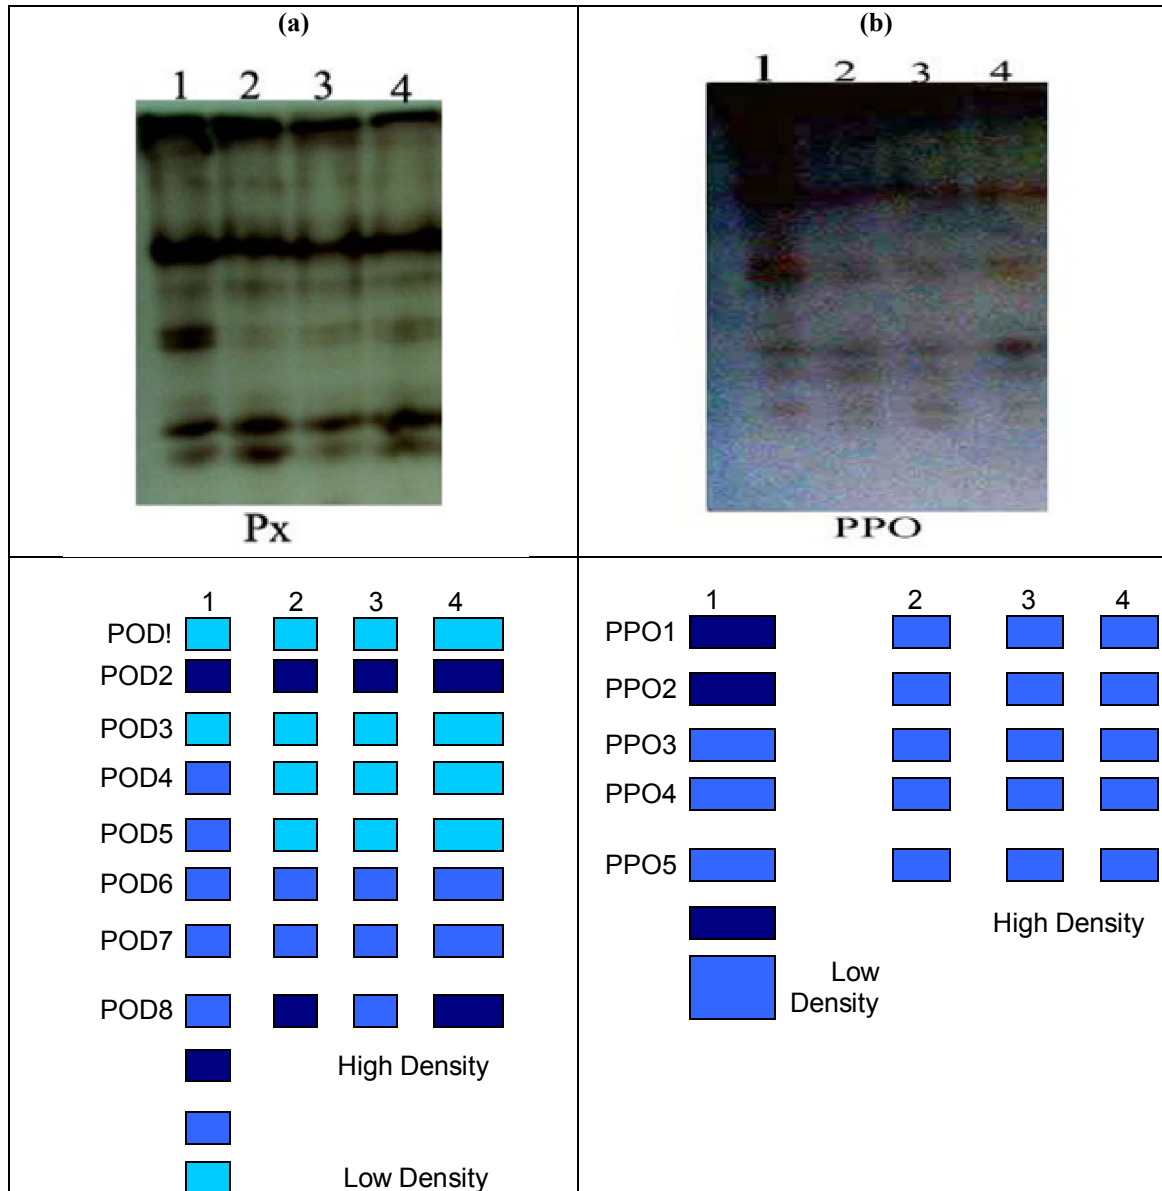 (a)
1 2 3 4
Px
(b)
1 2 3 4
PPO
1 2 3 4
POD!
POD2
POD3
POD4
POD5
POD6
POD7
POD8
High Density
Low Density
1 2 3 4
PPO1
PPO2
PPO3
PPO4
PPO5
High Density
Low
Density